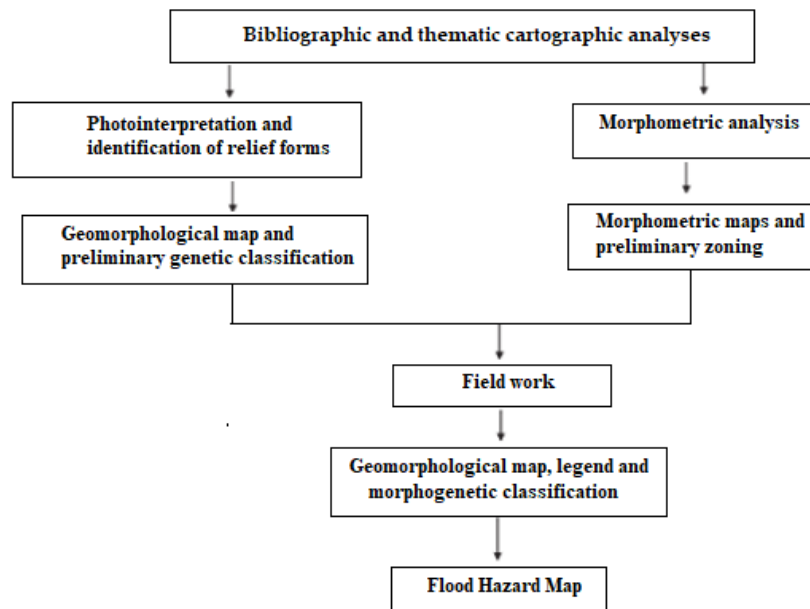 Bibliographic and thematic cartographic analyses
Photointerpretation and
identification of relief forms
Morphometric analysis
Geomorphological map and
preliminary genetic classification
Morphometric maps and
preliminary zoning
Field work
Geomorphological map, legend and
morphogenetic classification
Flood Hazard Map